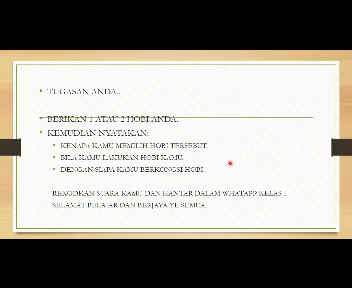 TUGASAN ANDA..
BERIKAN 1 ATAU 2 HOBI ANDA.
KEMUDIAN NYATAKAN:
KENAPA KAMU MEMILIH HOBI TERSEBUT.
BILA KAMU LAKUKAN HOBI KAMU.
DENGAN SIAPA KAMU BERKONGSI HOBI.
REKODKAN SUARA KAMU DAN HANTAR DALAM WHATAPP KELAS...
SELAMAT BELAJAR DAN BERJAYA YE SEMUA.